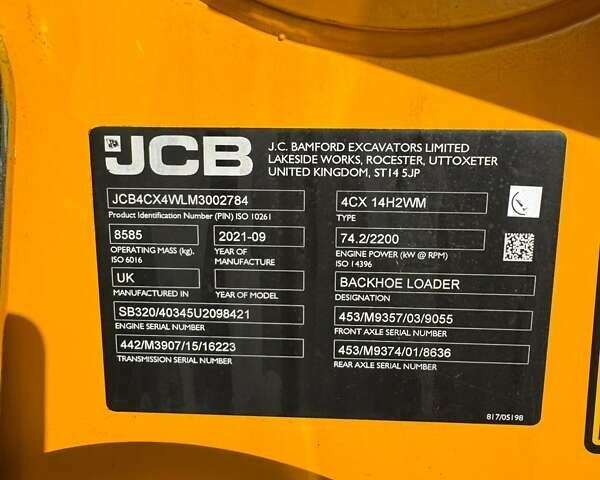 JCB
J.C. BAMFORD EXCAVATORS LIMITED
LAKESIDE WORKS, ROCESTER, UTTOXETER
UNITED KINGDOM, ST14 5JP
JCB4CX4WLM3002784
Product Identification Number (PIN) ISO 10261
4CX 14H2WM
TYPE
8585
OPERATING MASS (kg),
ISO 6016
2021-09
YEAR OF
MANUFACTURE
74.2/2200
ENGINE POWER (kW @ RPM)
ISO 14396
UK
MANUFACTURED IN
YEAR OF MODEL
BACKHOE LOADER
DESIGNATION
SB320/40345U2098421
ENGINE SERIAL NUMBER
453/M9357/03/9055
FRONT AXLE SERIAL NUMBER
442/M3907/15/16223
TRANSMISSION SERIAL NUMBER
453/M9374/01/8636
REAR AXLE SERIAL NUMBER
817/05198